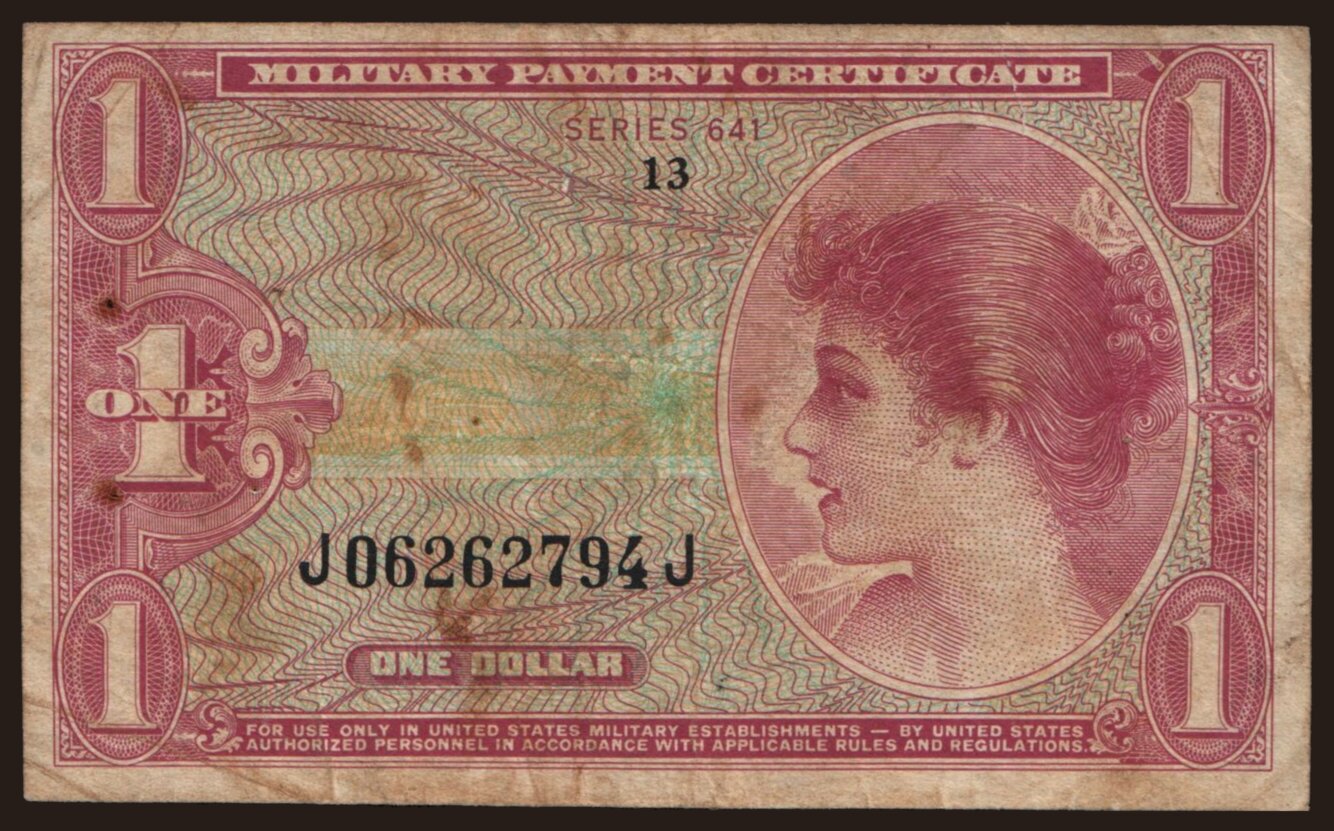 1 MILITARY PAYMENT CERTIFICATE 1
SERIES 641
13
1
ONE
J06262794J
ONE DOLLAR
1 1
FOR USE ONLY IN UNITED STATES MILITARY ESTABLISHMENTS — BY UNITED STATES
AUTHORIZED PERSONNEL IN ACCORDANCE WITH APPLICABLE RULES AND REGULATIONS.